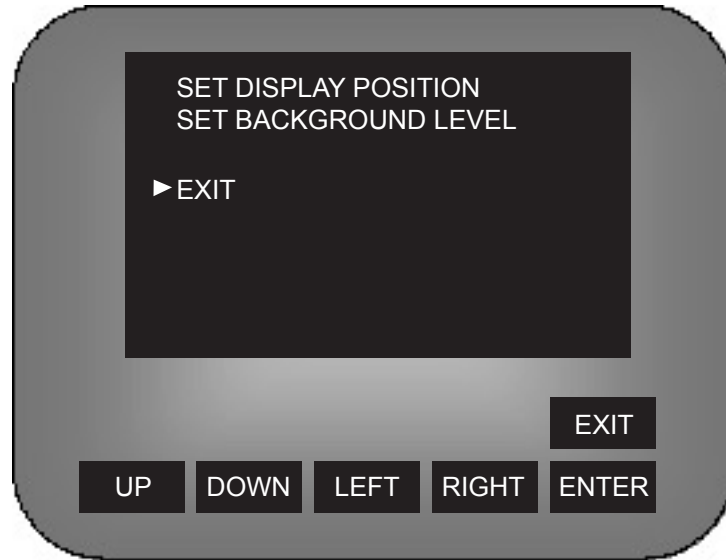 SET DISPLAY POSITION
SET BACKGROUND LEVEL
►EXIT
EXIT
UP DOWN LEFT RIGHT ENTER